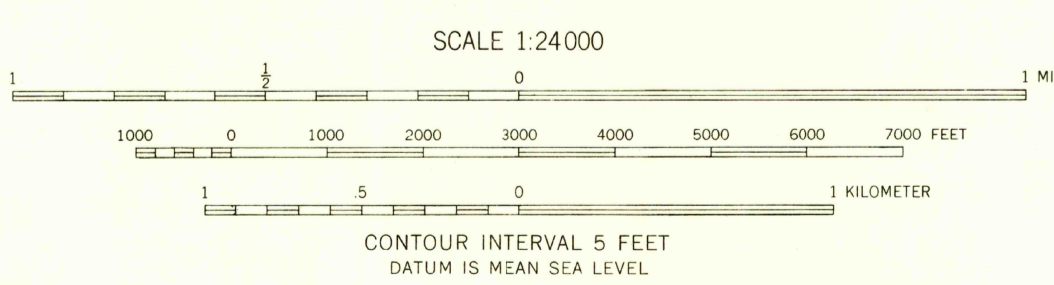 SCALE 1:24000
1 1/2 0 1 MI
1000 0 1000 2000 3000 4000 5000 6000 7000 FEET
1 .5 0 1 KILOMETER
CONTOUR INTERVAL 5 FEET
DATUM IS MEAN SEA LEVEL